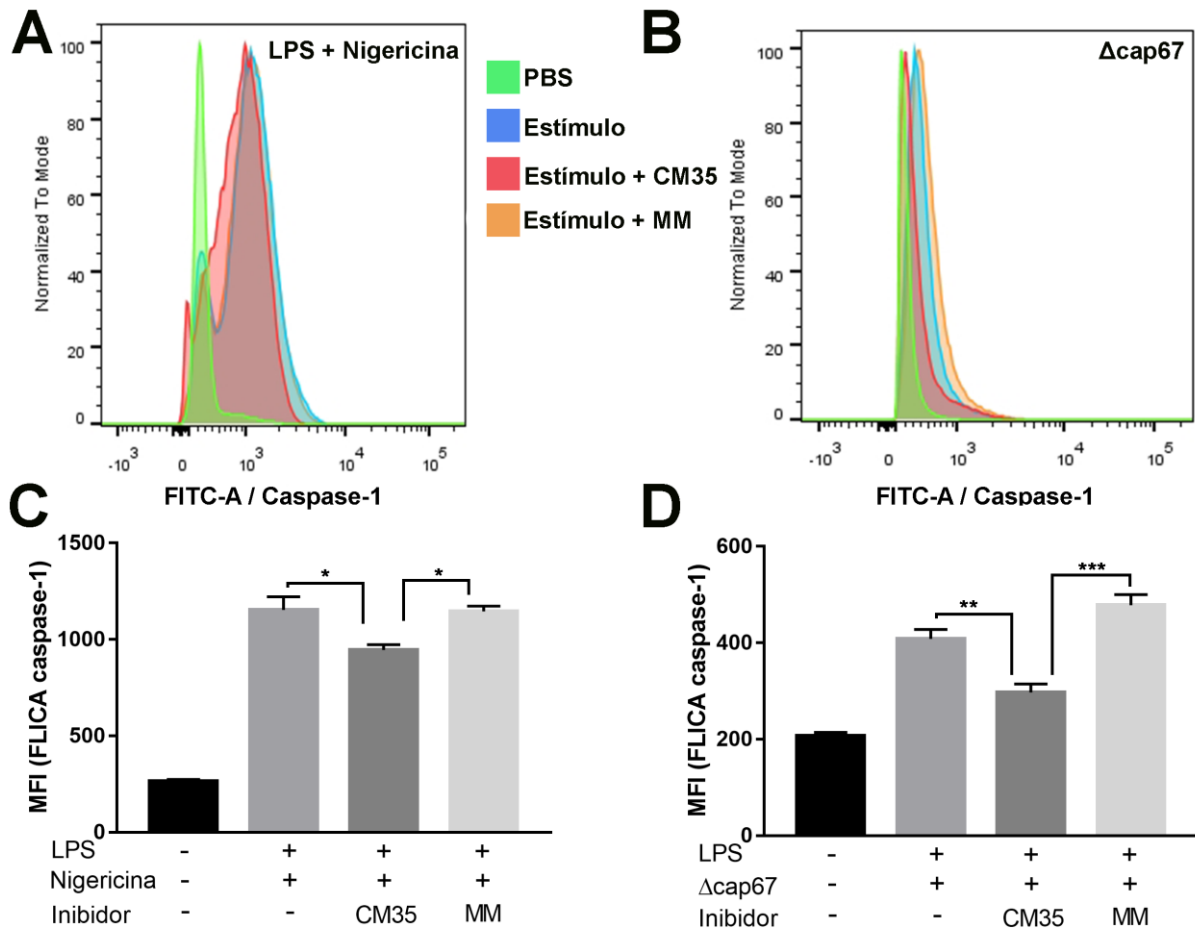 A
LPS + Nigericina
Normalized To Mode
100
80
60
40
20
0
-10³ 0 10³ 10⁴ 10⁵
FITC-A / Caspase-1
PBS
Estímulo
Estímulo + CM35
Estímulo + MM
B
Δcap67
Normalized To Mode
100
80
60
40
20
0
-10³ 0 10³ 10⁴ 10⁵
FITC-A / Caspase-1
C
MFI (FLICA caspase-1)
1500
1000
500
0
* *
LPS - + + +
Nigericina - + + +
Inibidor - - CM35 MM
D
MFI (FLICA caspase-1)
600
400
200
0
** ***
LPS - + + +
Δcap67 - + + +
Inibidor - - CM35 MM